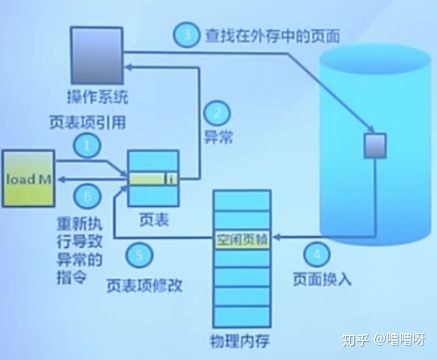 ③ 查找在外存中的页面
操作系统
② 异常
页表项引用
①
load M
i
页表
⑥
重新执
行导致
异常的
指令
⑤
页表项修改
空闲页帧
④
页面换入
物理内存
知乎 @噜噜呀